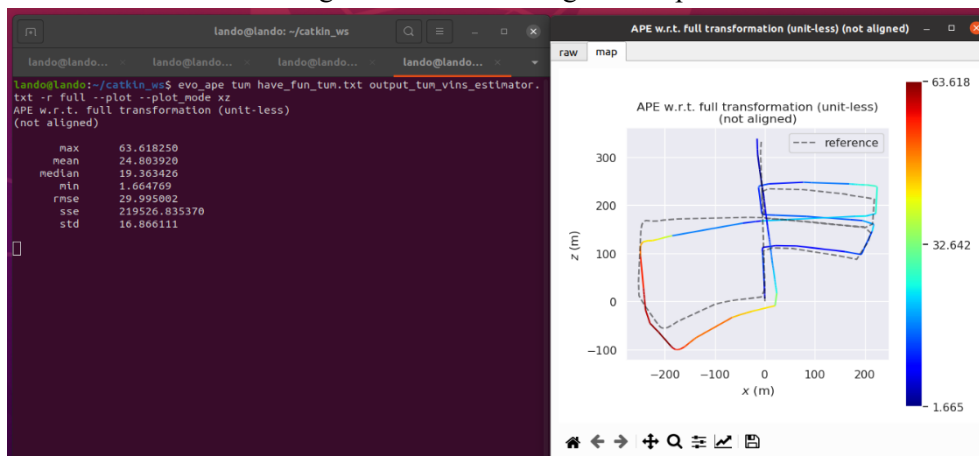 lando@lando: ~/catkin_ws
lando@lando... lando@lando... lando@lando... lando@lando...
lando@lando:~/catkin_ws$ evo_ape tum have_fun_tum.txt output_tum_vins_estimator.
txt -r full --plot --plot_mode xz
APE w.r.t. full transformation (unit-less)
(not aligned)
max 63.618250
mean 24.803920
median 19.363426
min 1.664769
rmse 29.995002
sse 219526.835370
std 16.866111
APE w.r.t. full transformation (unit-less) (not aligned)
raw map
APE w.r.t. full transformation (unit-less)
(not aligned)
reference
300
200
100
0
−100
z (m)
−200 −100 0 100 200
x (m)
63.618
32.642
1.665